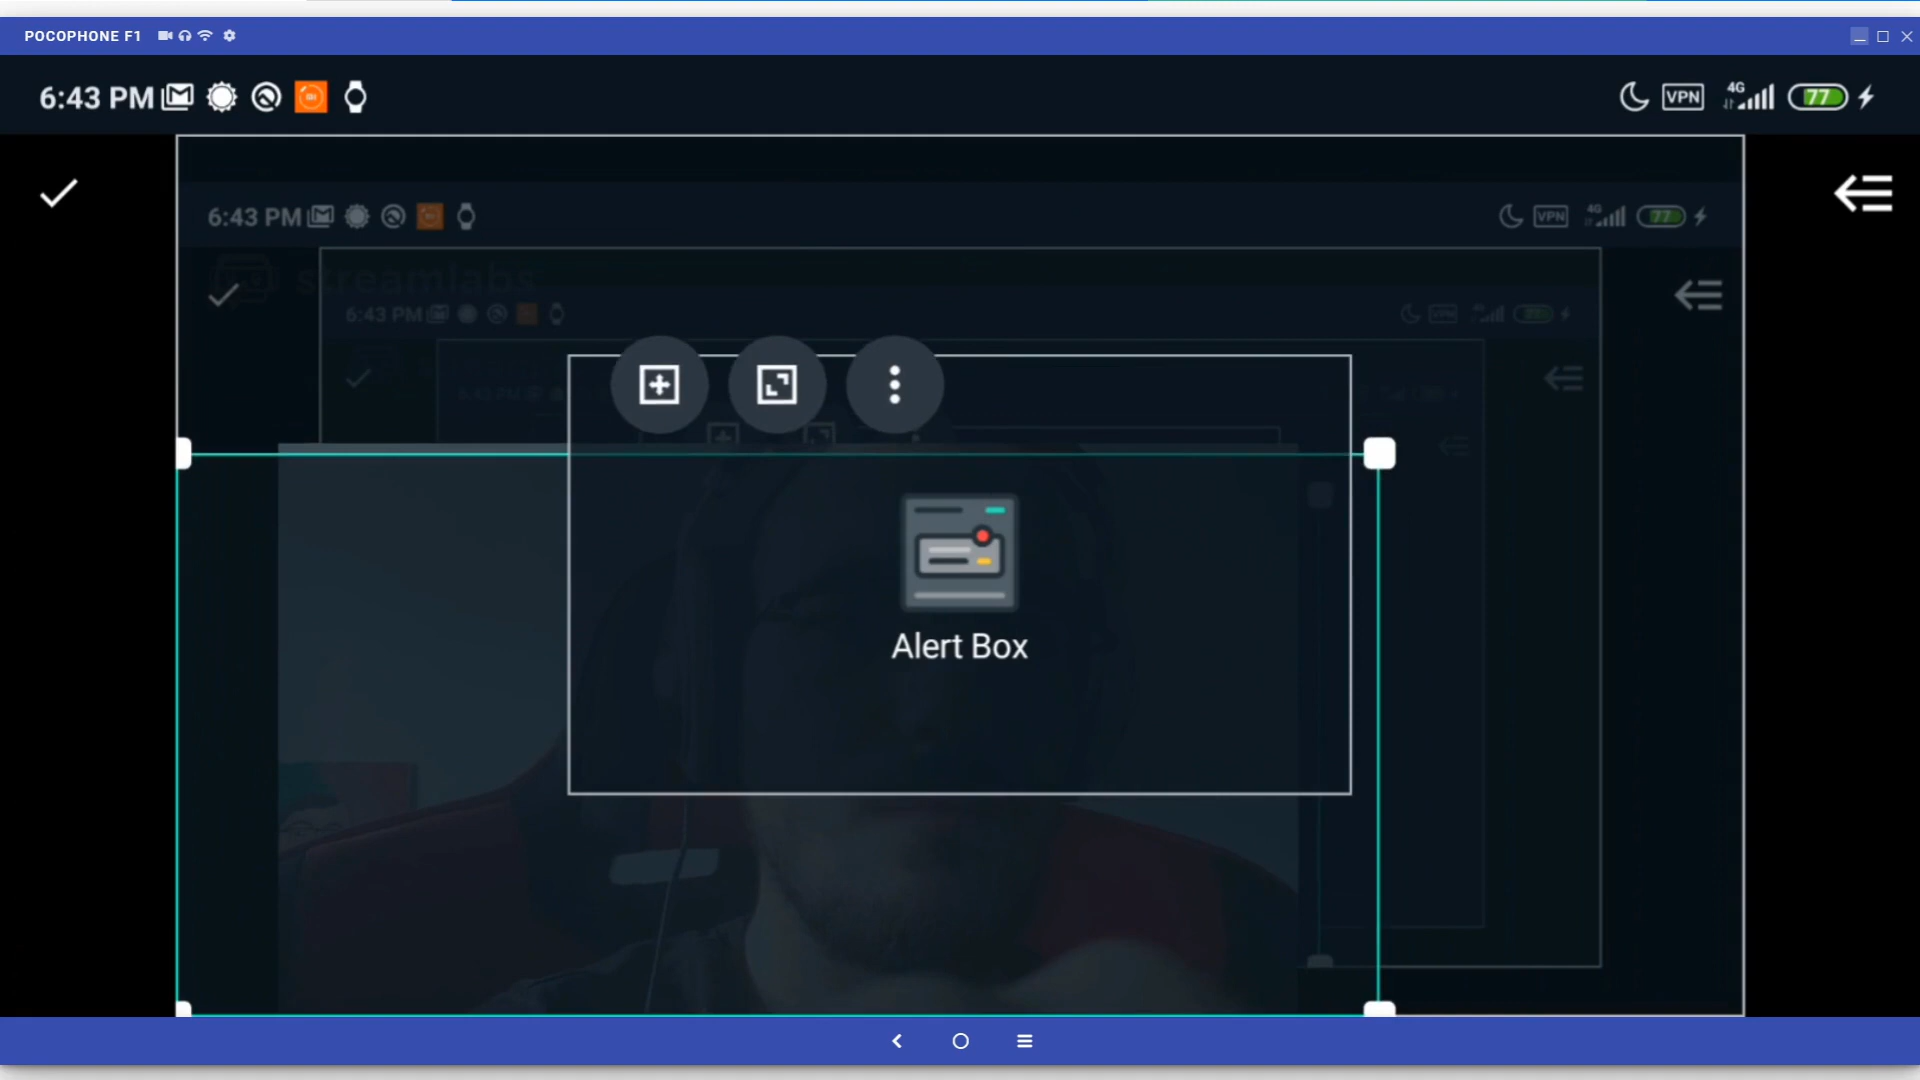 POCOPHONE F1
6:43 PM
VPN 4G 77
6:43 PM
VPN 4G 77
streamlabs
6:43 PM
Alert Box